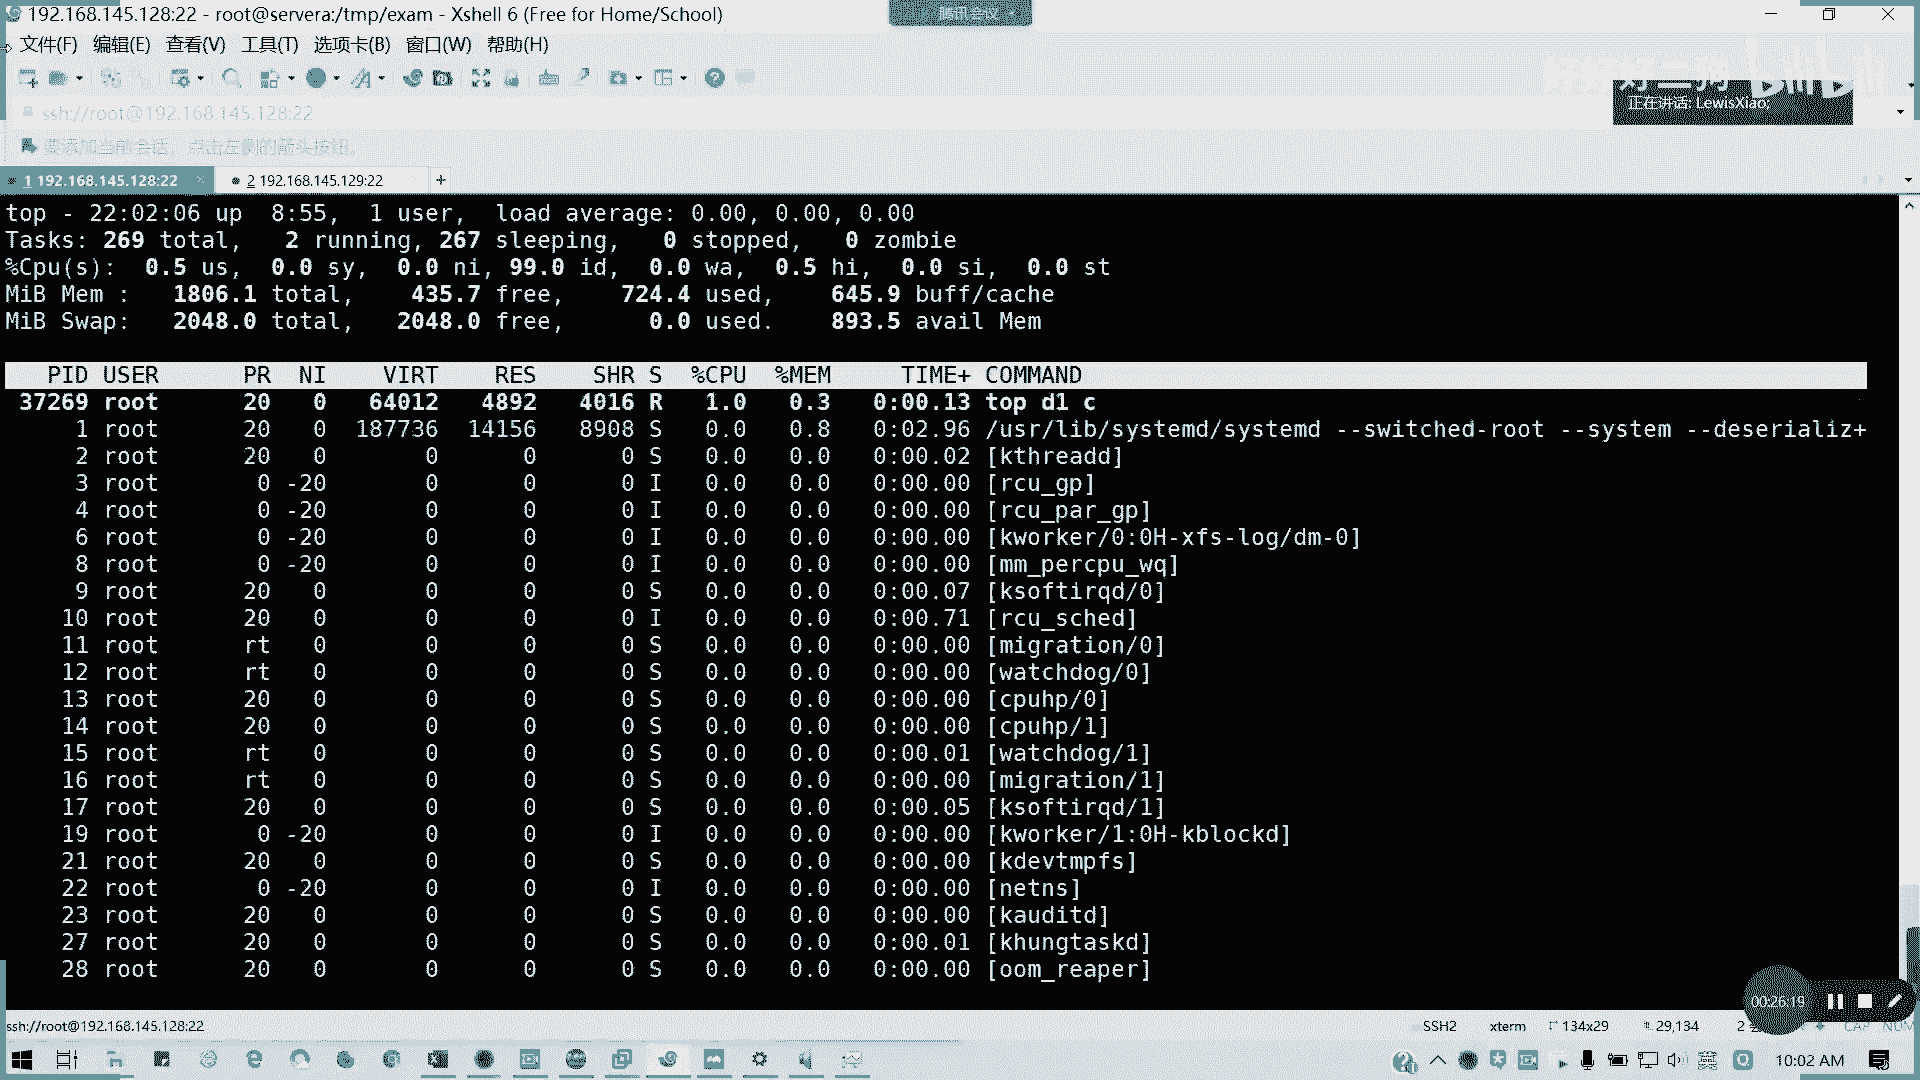 192.168.145.128:22 - root@servera:/tmp/exam - Xshell 6 (Free for Home/School)
腾讯会议
文件(F) 编辑(E) 查看(V) 工具(T) 选项卡(B) 窗口(W) 帮助(H)
bilibili
正在讲话: LewisXiao;
ssh://root@192.168.145.128:22
要添加当前会话，点击左侧的箭头按钮。
1 192.168.145.128:22 × 2 192.168.145.129:22 +
top - 22:02:06 up  8:55,  1 user,  load average: 0.00, 0.00, 0.00
Tasks: 269 total,   2 running, 267 sleeping,   0 stopped,   0 zombie
%Cpu(s):  0.5 us,  0.0 sy,  0.0 ni, 99.0 id,  0.0 wa,  0.5 hi,  0.0 si,  0.0 st
MiB Mem :   1806.1 total,    435.7 free,    724.4 used,    645.9 buff/cache
MiB Swap:   2048.0 total,   2048.0 free,      0.0 used.    893.5 avail Mem
PID USER PR NI VIRT RES SHR S %CPU %MEM TIME+ COMMAND
37269 root 20 0 64012 4892 4016 R 1.0 0.3 0:00.13 top d1 c
1 root 20 0 187736 14156 8908 S 0.0 0.8 0:02.96 /usr/lib/systemd/systemd --switched-root --system --deserializ+
2 root 20 0 0 0 0 S 0.0 0.0 0:00.02 [kthreadd]
3 root 0 -20 0 0 0 I 0.0 0.0 0:00.00 [rcu_gp]
4 root 0 -20 0 0 0 I 0.0 0.0 0:00.00 [rcu_par_gp]
6 root 0 -20 0 0 0 I 0.0 0.0 0:00.00 [kworker/0:0H-xfs-log/dm-0]
8 root 0 -20 0 0 0 I 0.0 0.0 0:00.00 [mm_percpu_wq]
9 root 20 0 0 0 0 S 0.0 0.0 0:00.07 [ksoftirqd/0]
10 root 20 0 0 0 0 I 0.0 0.0 0:00.71 [rcu_sched]
11 root rt 0 0 0 0 S 0.0 0.0 0:00.00 [migration/0]
12 root rt 0 0 0 0 S 0.0 0.0 0:00.00 [watchdog/0]
13 root 20 0 0 0 0 S 0.0 0.0 0:00.00 [cpuhp/0]
14 root 20 0 0 0 0 S 0.0 0.0 0:00.00 [cpuhp/1]
15 root rt 0 0 0 0 S 0.0 0.0 0:00.01 [watchdog/1]
16 root rt 0 0 0 0 S 0.0 0.0 0:00.00 [migration/1]
17 root 20 0 0 0 0 S 0.0 0.0 0:00.05 [ksoftirqd/1]
19 root 0 -20 0 0 0 I 0.0 0.0 0:00.00 [kworker/1:0H-kblockd]
21 root 20 0 0 0 0 S 0.0 0.0 0:00.00 [kdevtmpfs]
22 root 0 -20 0 0 0 I 0.0 0.0 0:00.00 [netns]
23 root 20 0 0 0 0 S 0.0 0.0 0:00.00 [kauditd]
27 root 20 0 0 0 0 S 0.0 0.0 0:00.01 [khungtaskd]
28 root 20 0 0 0 0 S 0.0 0.0 0:00.00 [oom_reaper]
00:26:19
ssh://root@192.168.145.128:22 SSH2 xterm 134x29 29,134 2 CAP NUM
英 10:02 AM